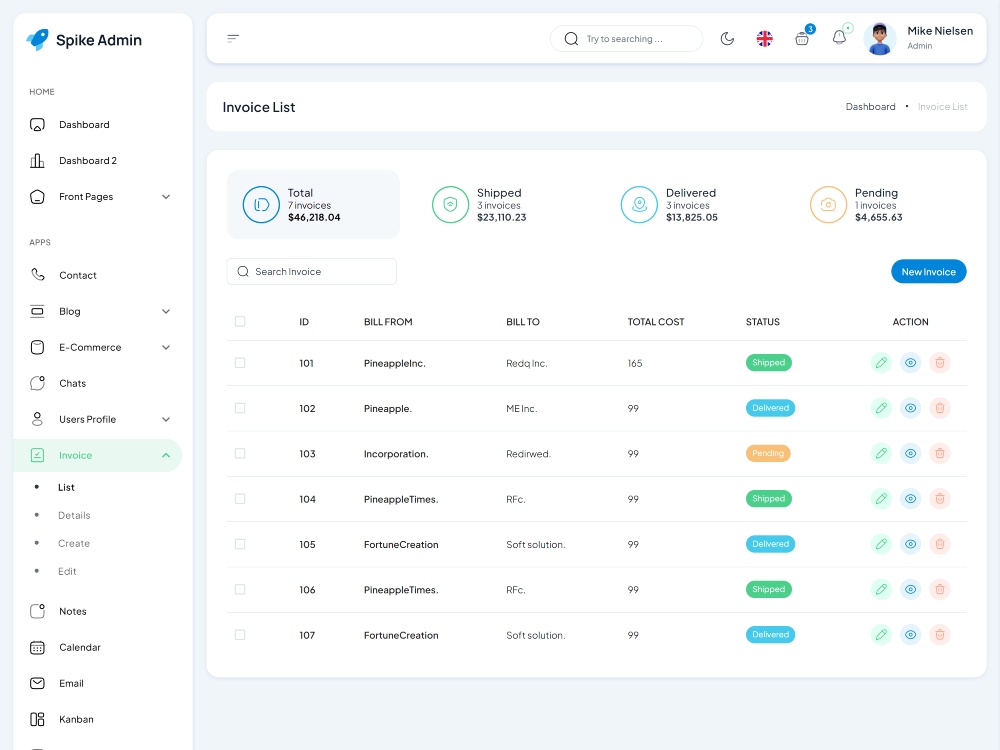 Spike Admin
HOME
Dashboard
Dashboard 2
Front Pages
APPS
Contact
Blog
E-Commerce
Chats
Users Profile
Invoice
List
Details
Create
Edit
Notes
Calendar
Email
Kanban
Try to searching ...
3
Mike Nielsen
Admin
Invoice List
Dashboard • Invoice List
Total
7 invoices
$46,218.04
Shipped
3 invoices
$23,110.23
Delivered
3 invoices
$13,825.05
Pending
1 invoices
$4,655.63
Search Invoice
New Invoice
ID BILL FROM BILL TO TOTAL COST STATUS ACTION
101 PineappleInc. Redq Inc. 165 Shipped
102 Pineapple. ME Inc. 99 Delivered
103 Incorporation. Redirwed. 99 Pending
104 PineappleTimes. RFc. 99 Shipped
105 FortuneCreation Soft solution. 99 Delivered
106 PineappleTimes. RFc. 99 Shipped
107 FortuneCreation Soft solution. 99 Delivered